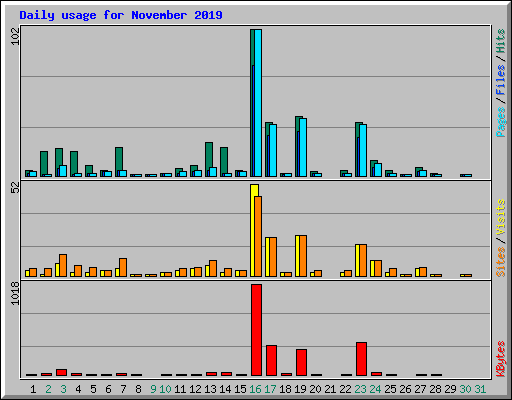 Daily usage for November 2019
102
Pages / Files / Hits
52
Sites / Visits
1018
KBytes
1 2 3 4 5 6 7 8 9 10 11 12 13 14 15 16 17 18 19 20 21 22 23 24 25 26 27 28 29 30 31